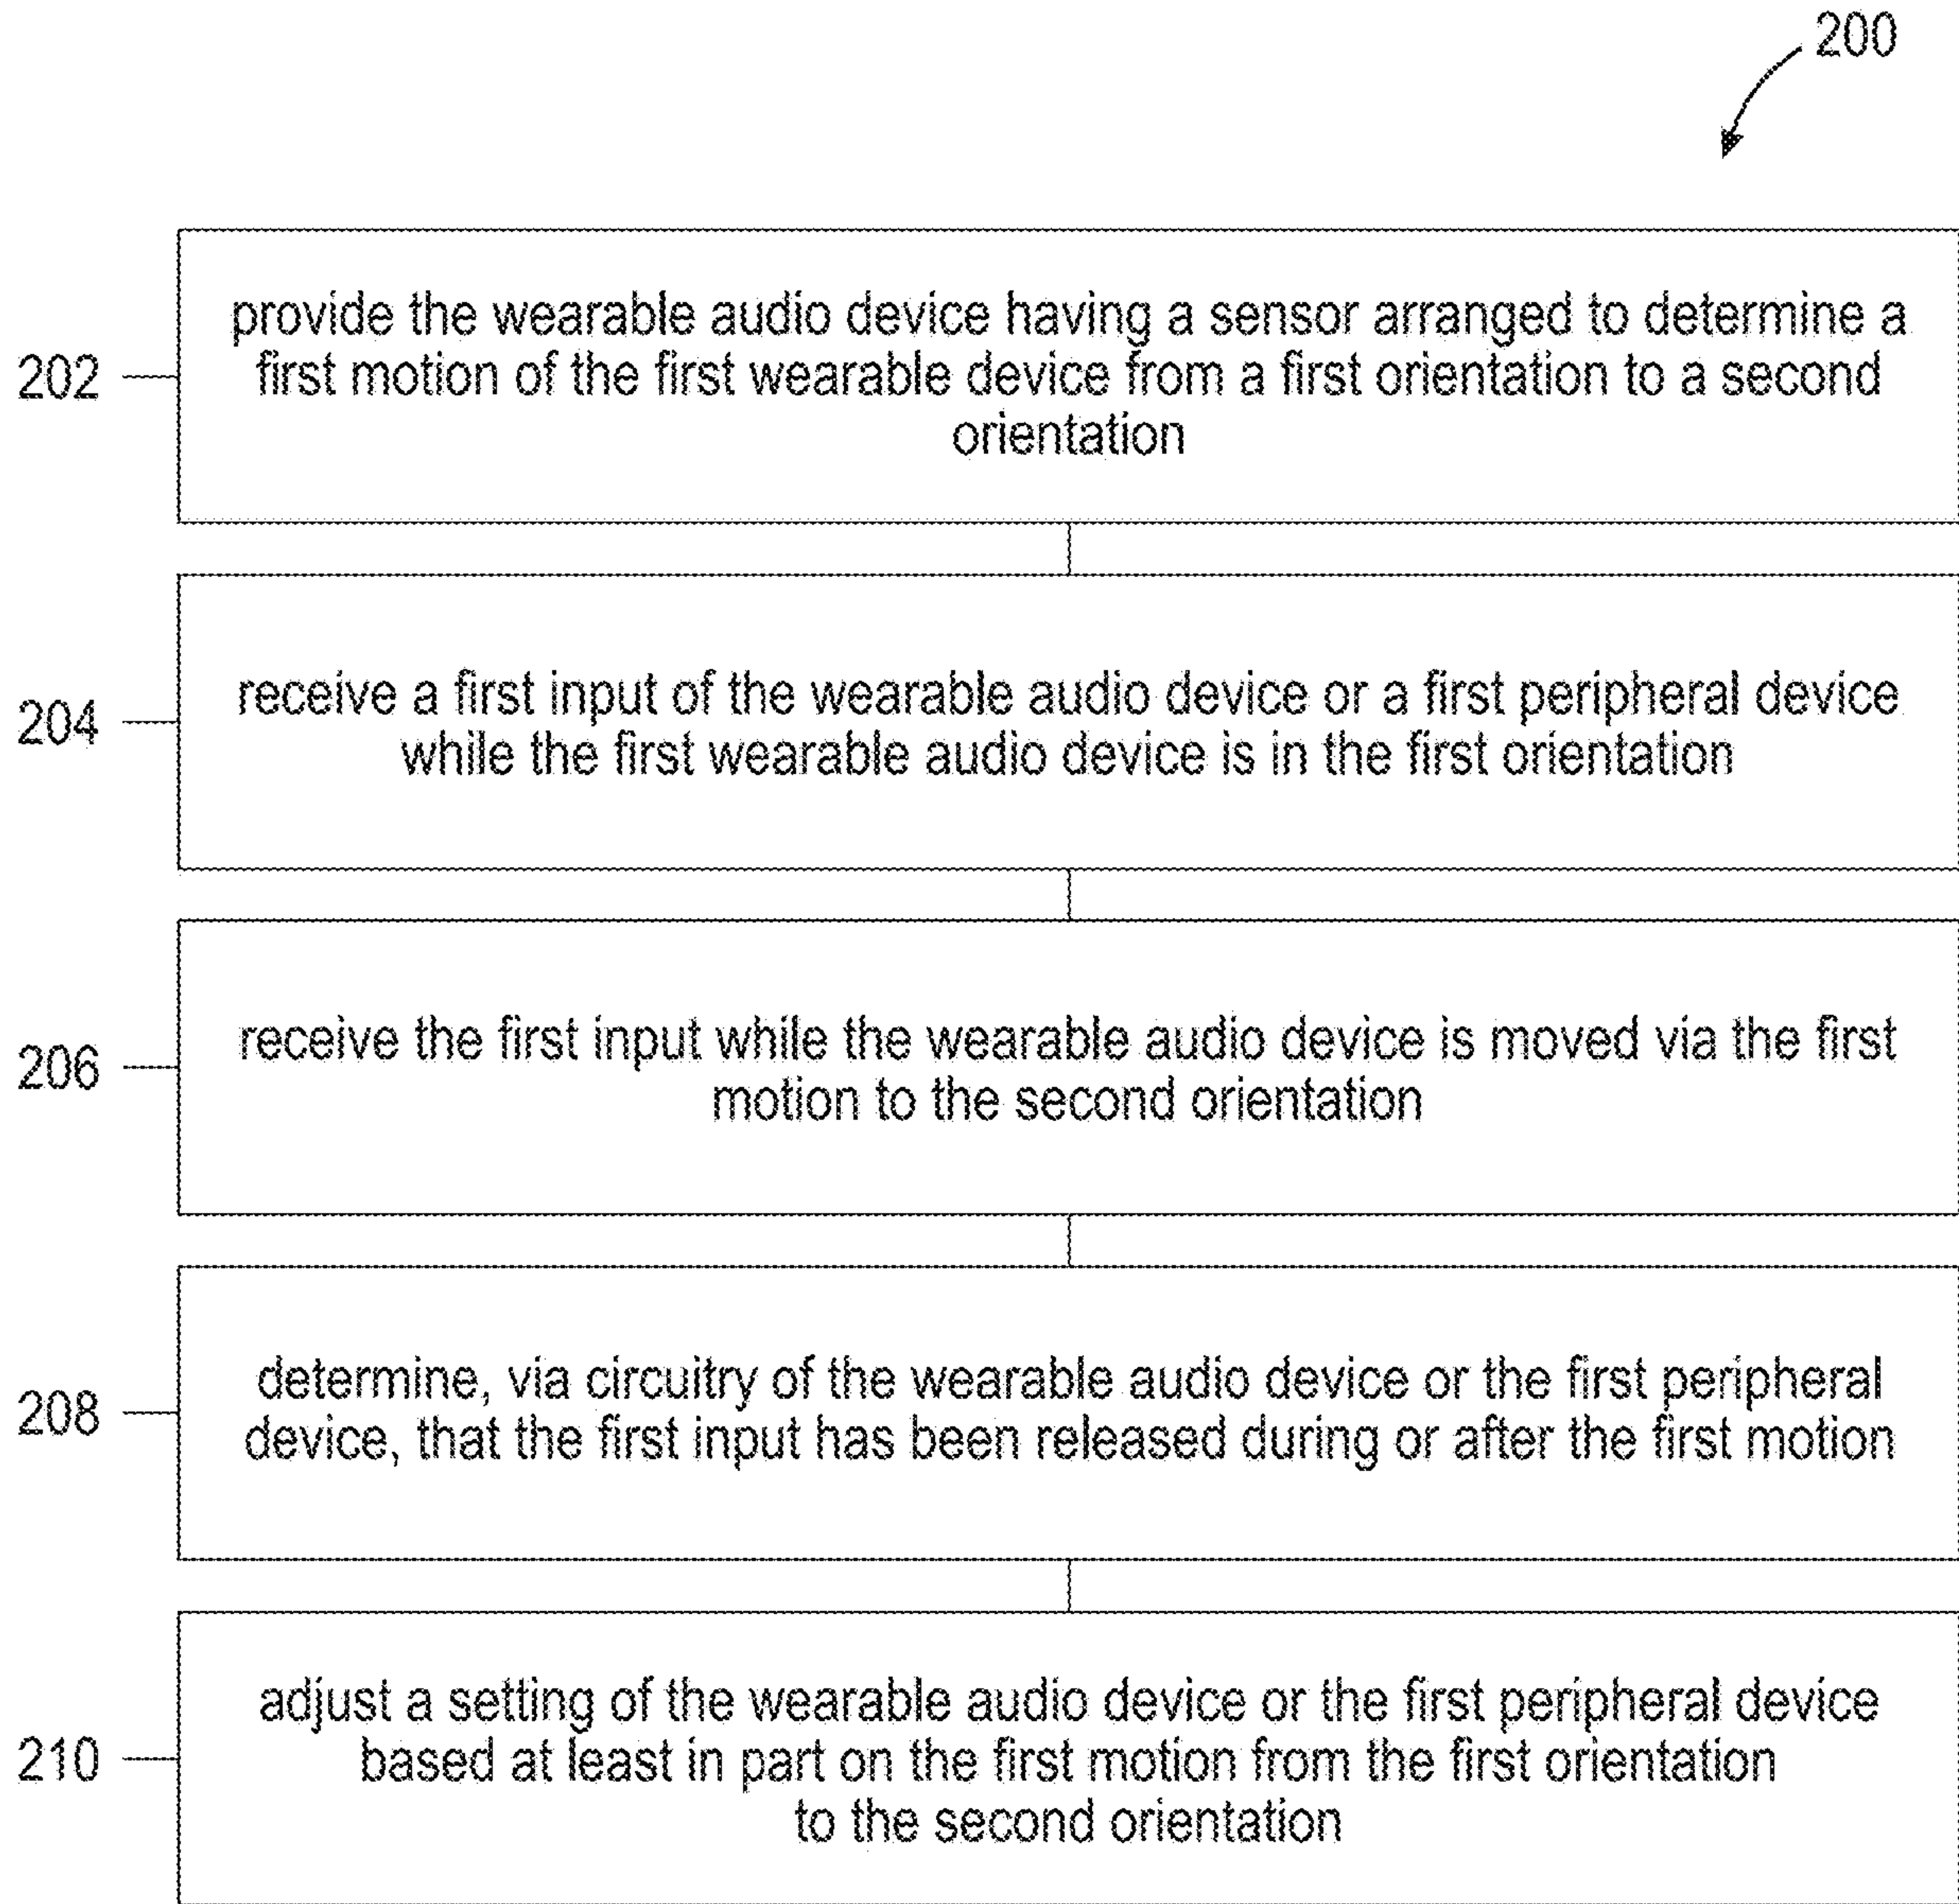 200
202
provide the wearable audio device having a sensor arranged to determine a
first motion of the first wearable device from a first orientation to a second
orientation
204
receive a first input of the wearable audio device or a first peripheral device
while the first wearable audio device is in the first orientation
206
receive the first input while the wearable audio device is moved via the first
motion to the second orientation
208
determine, via circuitry of the wearable audio device or the first peripheral
device, that the first input has been released during or after the first motion
210
adjust a setting of the wearable audio device or the first peripheral device
based at least in part on the first motion from the first orientation
to the second orientation